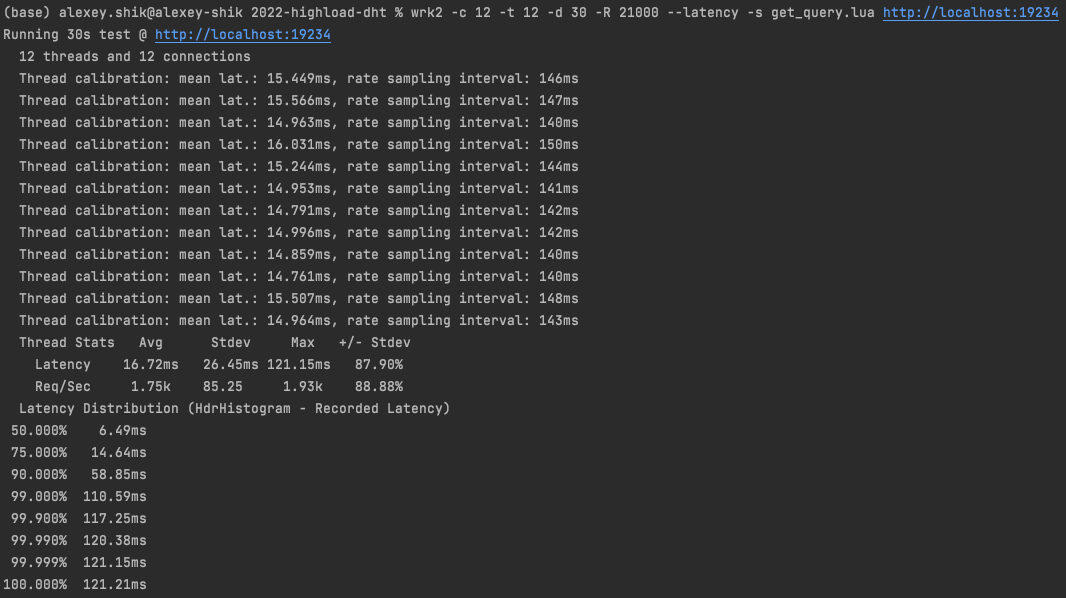 (base) alexey.shik@alexey-shik 2022-highload-dht % wrk2 -c 12 -t 12 -d 30 -R 21000 --latency -s get_query.lua http://localhost:19234
Running 30s test @ http://localhost:19234
  12 threads and 12 connections
  Thread calibration: mean lat.: 15.449ms, rate sampling interval: 146ms
  Thread calibration: mean lat.: 15.566ms, rate sampling interval: 147ms
  Thread calibration: mean lat.: 14.963ms, rate sampling interval: 140ms
  Thread calibration: mean lat.: 16.031ms, rate sampling interval: 150ms
  Thread calibration: mean lat.: 15.244ms, rate sampling interval: 144ms
  Thread calibration: mean lat.: 14.953ms, rate sampling interval: 141ms
  Thread calibration: mean lat.: 14.791ms, rate sampling interval: 142ms
  Thread calibration: mean lat.: 14.996ms, rate sampling interval: 142ms
  Thread calibration: mean lat.: 14.859ms, rate sampling interval: 140ms
  Thread calibration: mean lat.: 14.761ms, rate sampling interval: 140ms
  Thread calibration: mean lat.: 15.507ms, rate sampling interval: 148ms
  Thread calibration: mean lat.: 14.964ms, rate sampling interval: 143ms
  Thread Stats   Avg      Stdev     Max   +/- Stdev
    Latency    16.72ms   26.45ms 121.15ms   87.90%
    Req/Sec     1.75k    85.25     1.93k    88.88%
  Latency Distribution (HdrHistogram - Recorded Latency)
 50.000%    6.49ms
 75.000%   14.64ms
 90.000%   58.85ms
 99.000%  110.59ms
 99.900%  117.25ms
 99.990%  120.38ms
 99.999%  121.15ms
100.000%  121.21ms